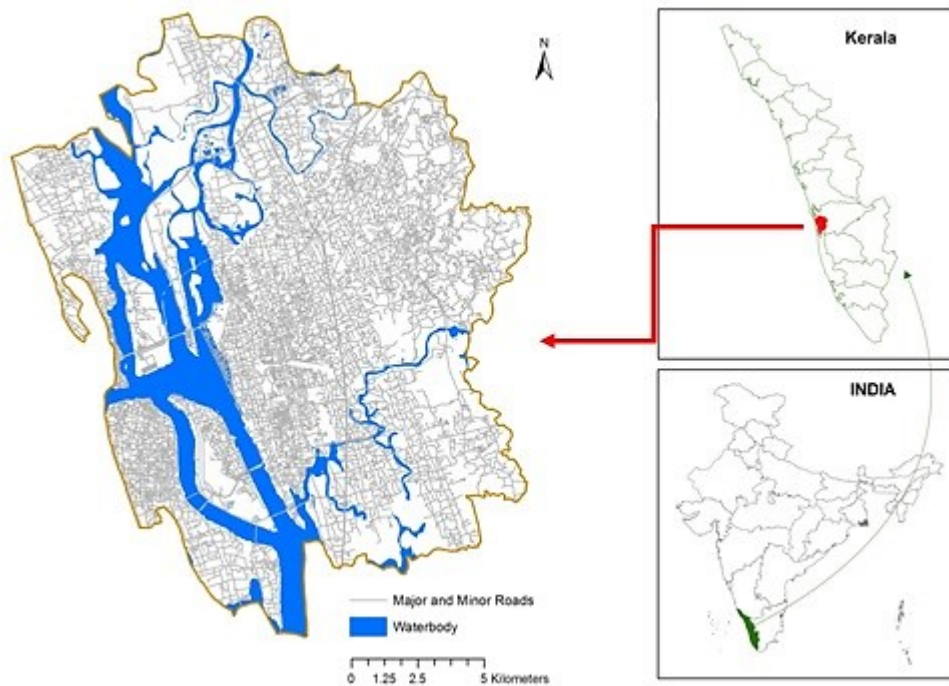 N
Kerala
INDIA
Major and Minor Roads
Waterbody
0 1.25 2.5 5 Kilometers